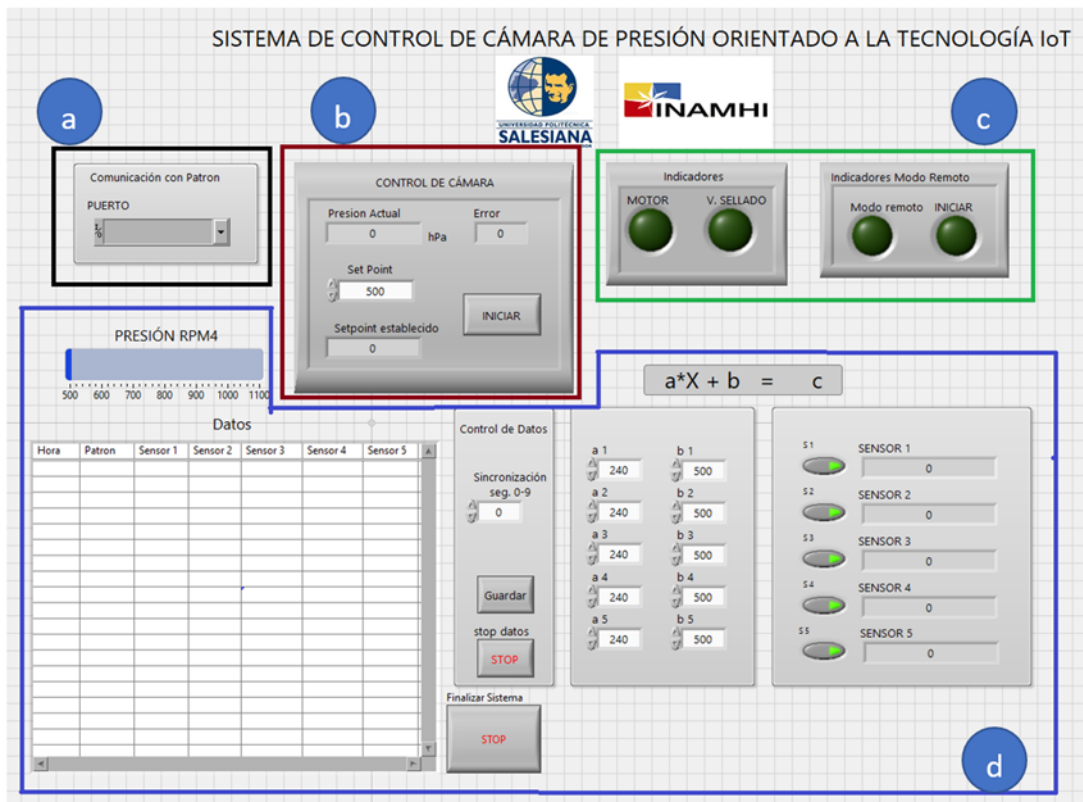 SISTEMA DE CONTROL DE CÁMARA DE PRESIÓN ORIENTADO A LA TECNOLOGÍA IoT
UNIVERSIDAD POLITÉCNICA
SALESIANA
INAMHI
a
b
c
Comunicación con Patron
PUERTO
CONTROL DE CÁMARA
Presion Actual
Error
0
hPa
0
Set Point
500
INICIAR
Setpoint establecido
0
Indicadores
MOTOR
V. SELLADO
Indicadores Modo Remoto
Modo remoto
INICIAR
PRESIÓN RPM4
500 600 700 800 900 1000 1100
a*X + b = c
Datos
Hora Patron Sensor 1 Sensor 2 Sensor 3 Sensor 4 Sensor 5
Control de Datos
Sincronización
seg. 0-9
0
Guardar
stop datos
STOP
Finalizar Sistema
STOP
a 1 b 1
240 500
a 2 b 2
240 500
a 3 b 3
240 500
a 4 b 4
240 500
a 5 b 5
240 500
S1 SENSOR 1
0
S2 SENSOR 2
0
S3 SENSOR 3
0
S4 SENSOR 4
0
S5 SENSOR 5
0
d